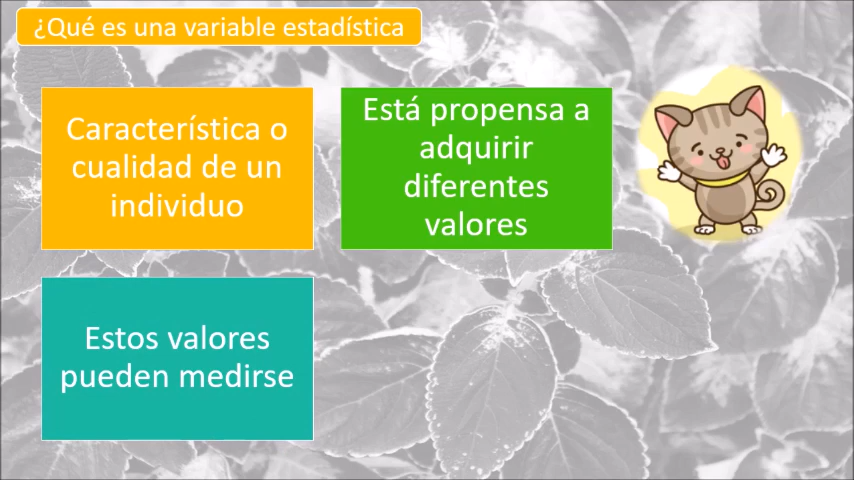 ¿Qué es una variable estadística
Característica o
cualidad de un
individuo
Está propensa a
adquirir
diferentes
valores
Estos valores
pueden medirse